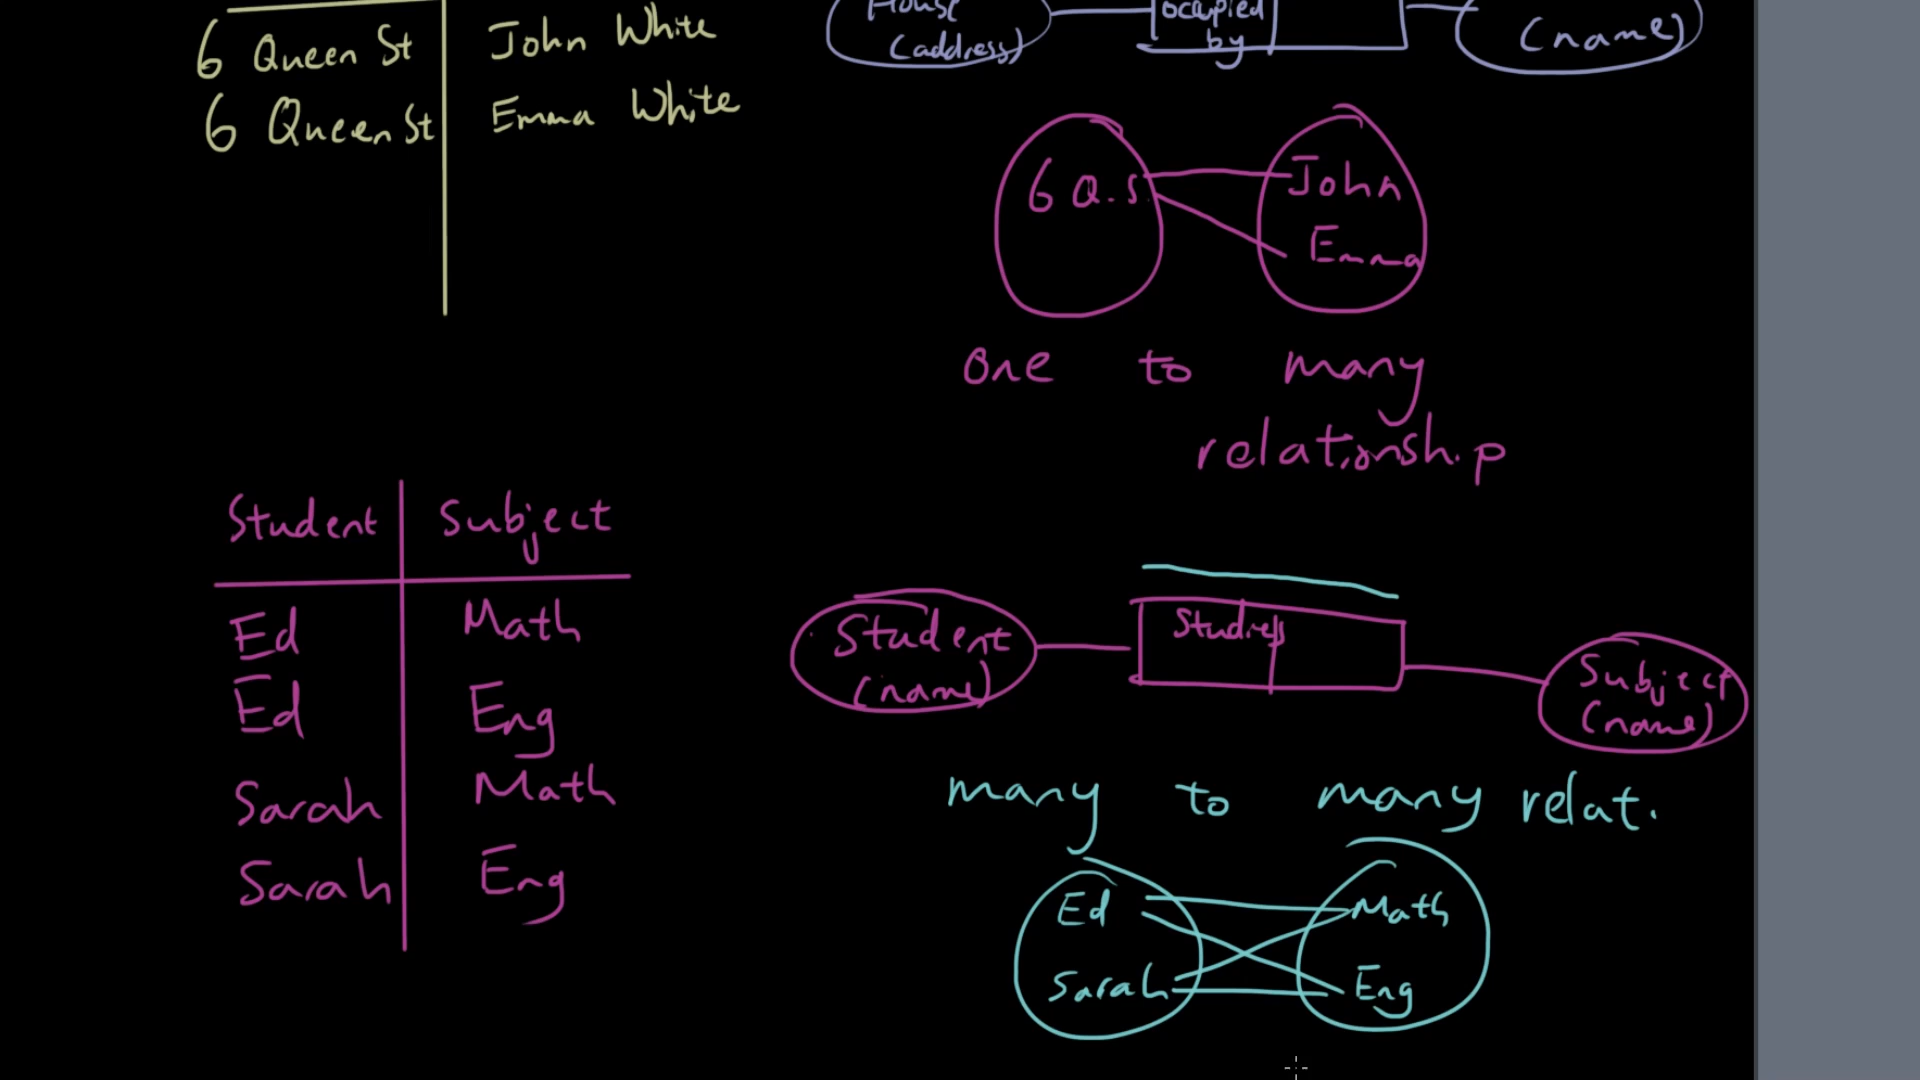 6 Queen St John White
6 Queen St Emma White
House
(address)
occupied
by
(name)
6 Q.S. John
Emma
one to many
relationship
Student Subject
Ed Math
Ed Eng
Sarah Math
Sarah Eng
Student
(name)
Studies
Subject
(name)
many to many relat.
Ed Math
Sarah Eng